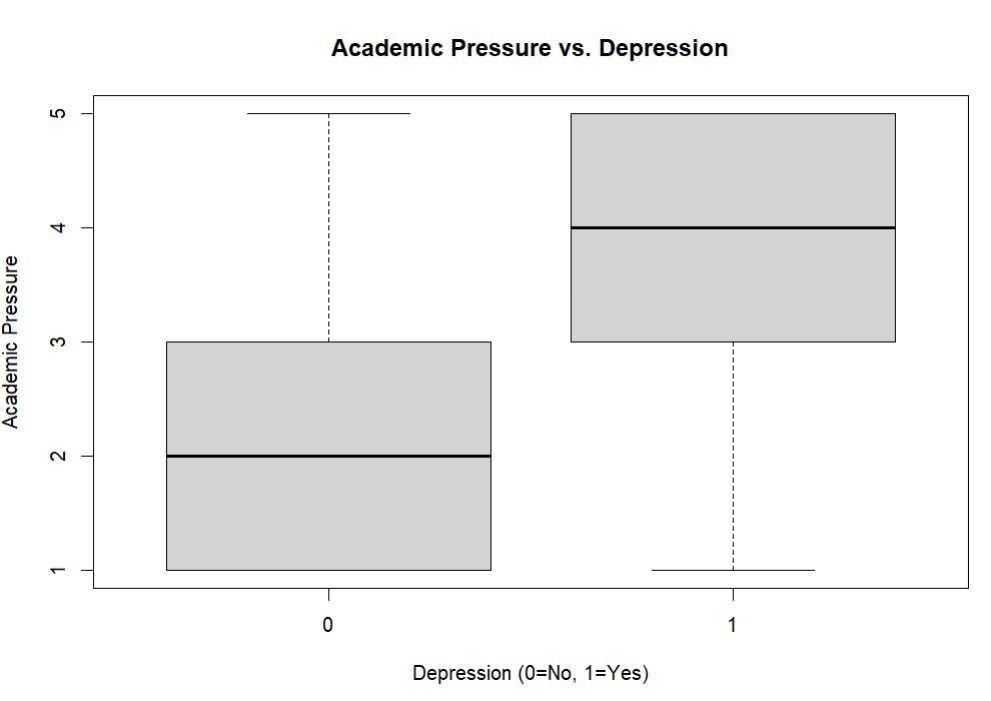 Academic Pressure vs. Depression
Academic Pressure
5
4
3
2
1
0
1
Depression (0=No, 1=Yes)